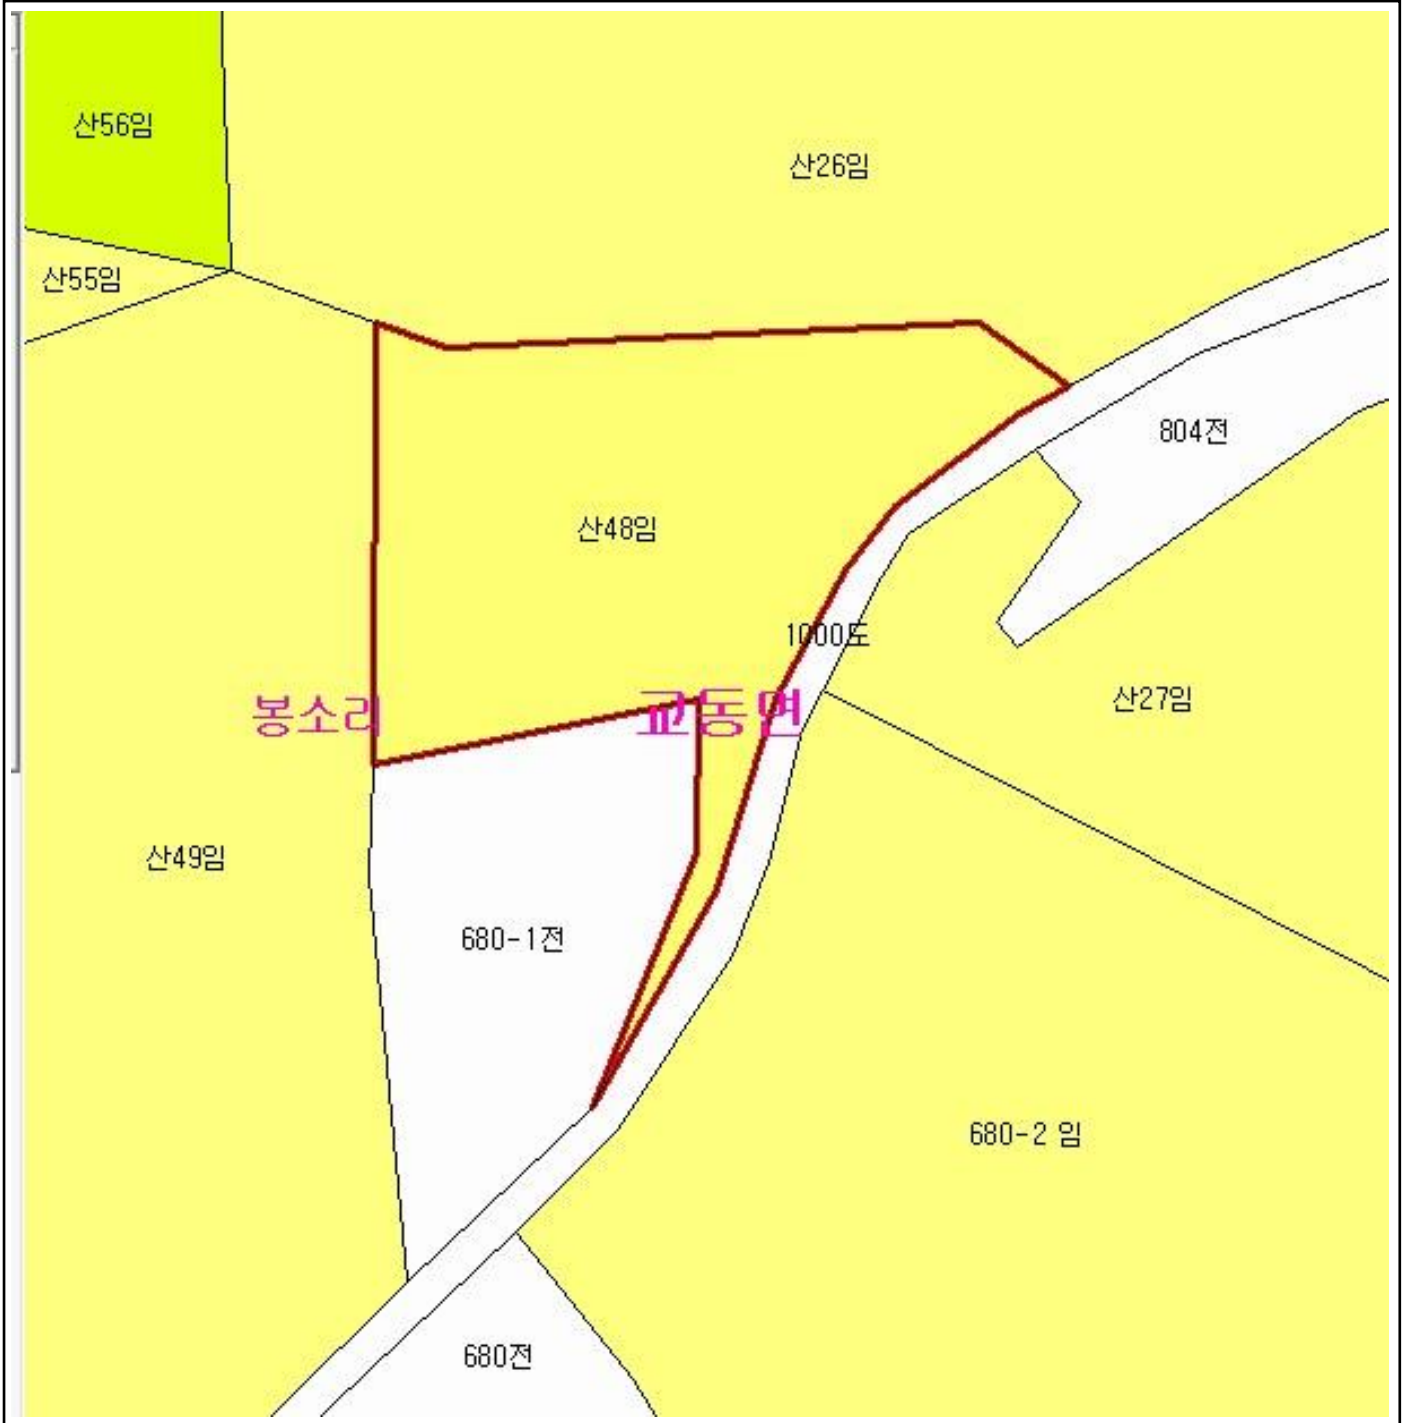 산56임
산26임
산55임
804전
산48임
1000도
산27임
봉소리
교동면
산49임
680-1전
680-2 임
680전